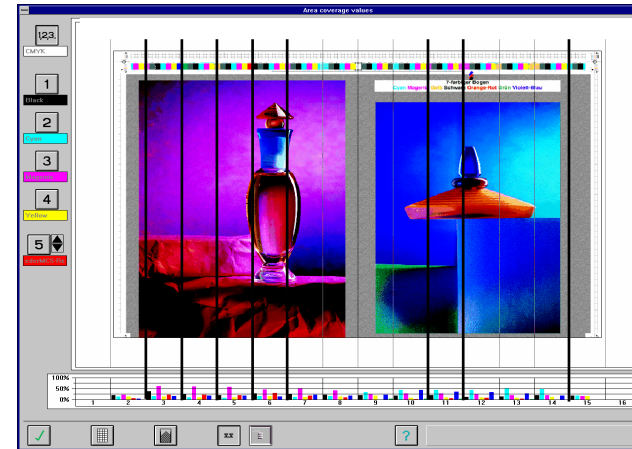 Area coverage values
1,2,3.
CMYK
1
Black
2
Cyan
3
Magenta
4
Yellow
5
7-farbiger Bogen
Cyan Magenta Gelb Schwarz Orange-Rot Grün Violett-Blau
100%
50%
0%
1 2 3 4 5 6 7 8 9 10 11 12 13 14 15 16
?